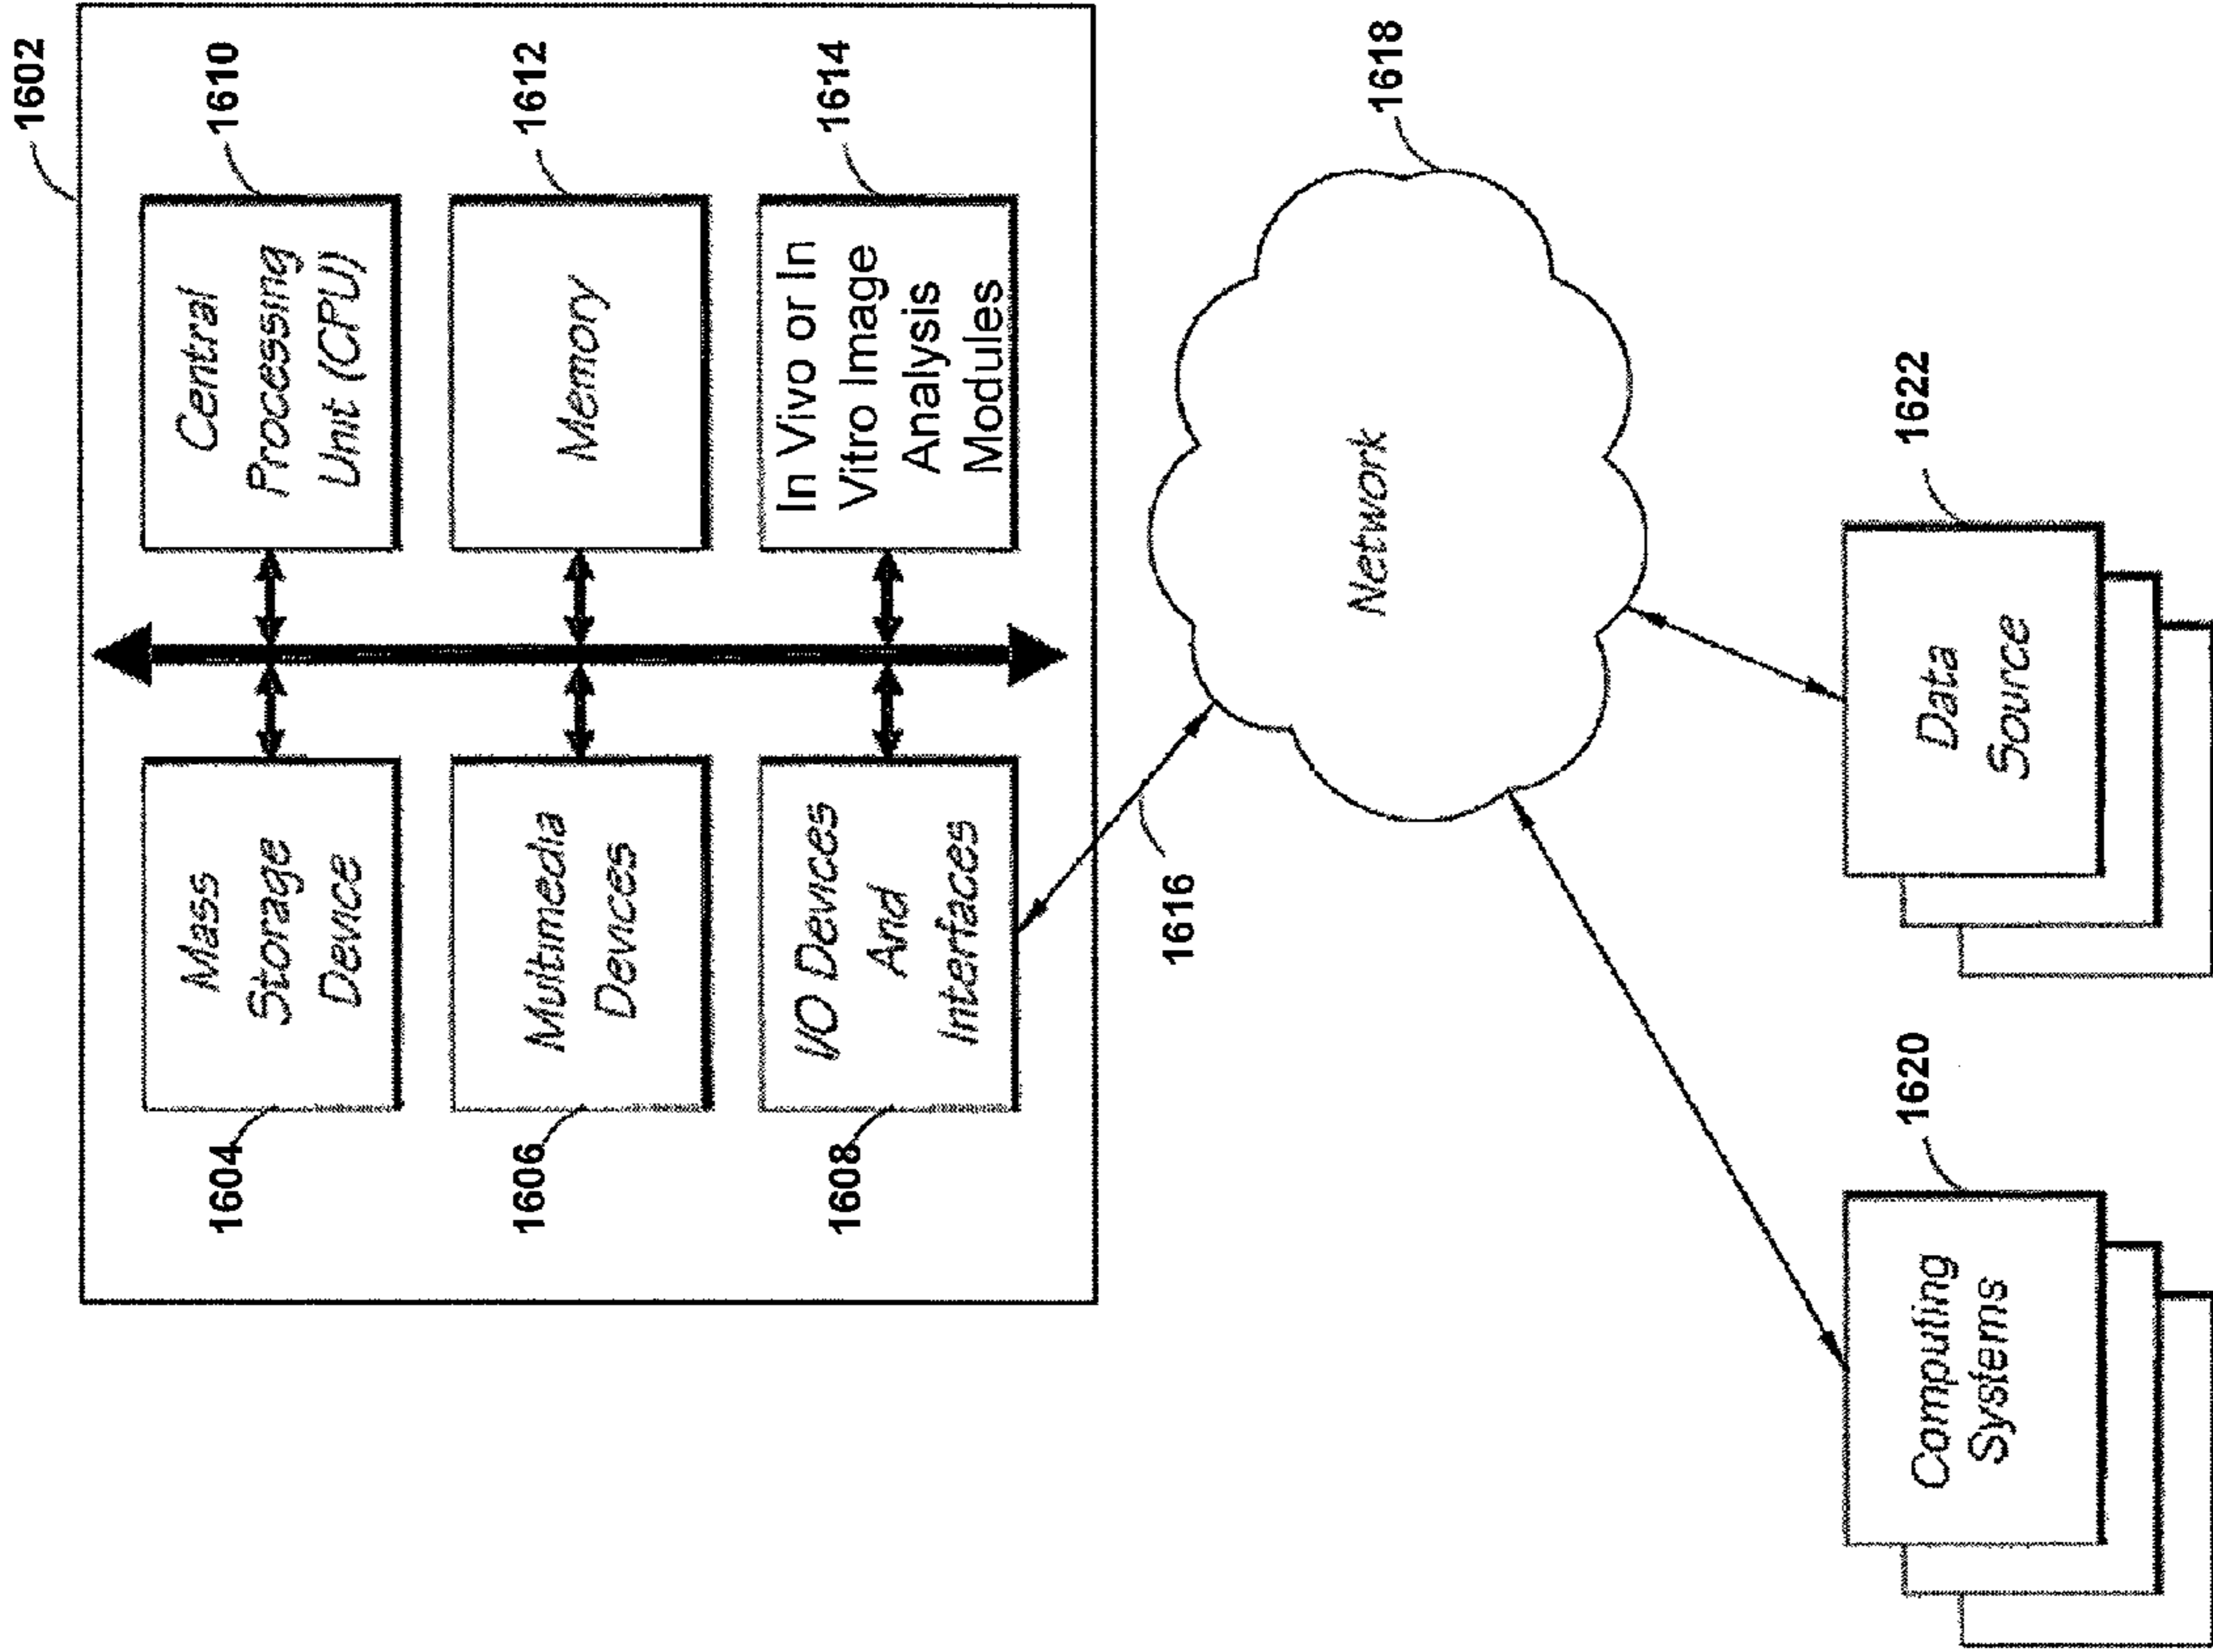 1602
Mass
Storage
Device
1604
Central
Processing
Unit (CPU)
1610
Multimedia
Devices
1606
Memory
1612
I/O Devices
And
Interfaces
1608
In Vivo or In
Vitro Image
Analysis
Modules
1614
1616
Network
1618
Computing
Systems
1620
Data
Source
1622